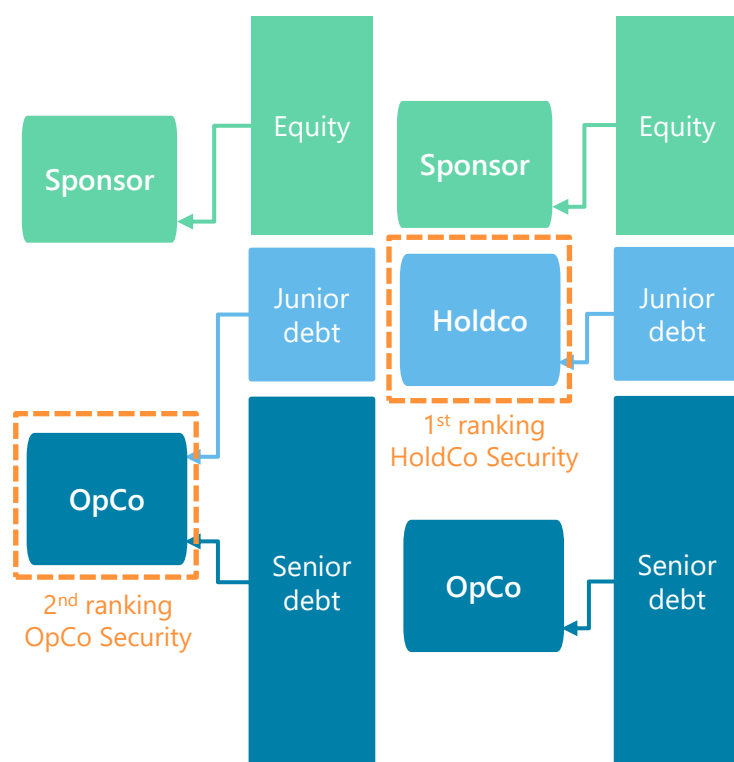 Equity
Sponsor
Junior
debt
OpCo
2nd ranking
OpCo Security
Senior
debt
Equity
Sponsor
Junior
debt
Holdco
1st ranking
HoldCo Security
OpCo
Senior
debt